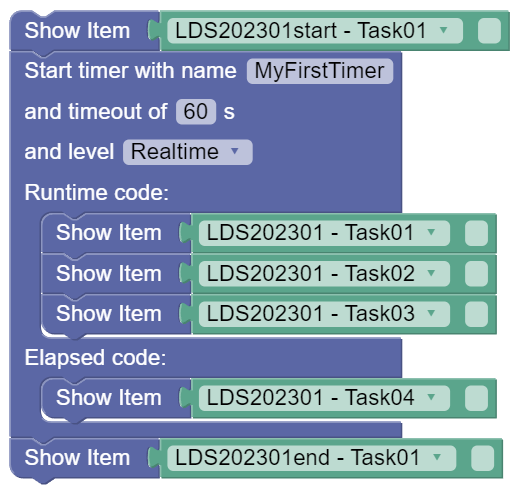 Show Item LDS202301start - Task01
Start timer with name MyFirstTimer
and timeout of 60 s
and level Realtime
Runtime code:
Show Item LDS202301 - Task01
Show Item LDS202301 - Task02
Show Item LDS202301 - Task03
Elapsed code:
Show Item LDS202301 - Task04
Show Item LDS202301end - Task01